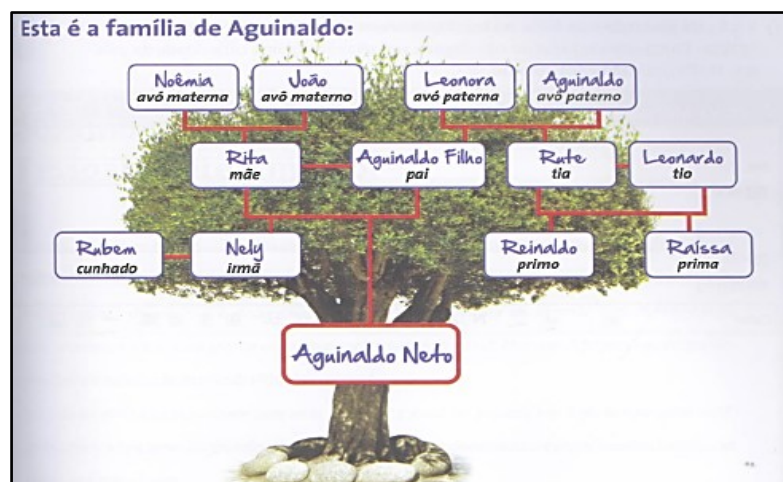 Esta é a família de Aguinaldo:
Noêmia
avó materna
João
avô materno
Leonora
avó paterna
Aguinaldo
avô paterno
Rita
mãe
Aguinaldo Filho
pai
Rute
tia
Leonardo
tio
Rubem
cunhado
Nely
irmã
Reinaldo
primo
Raíssa
prima
Aguinaldo Neto